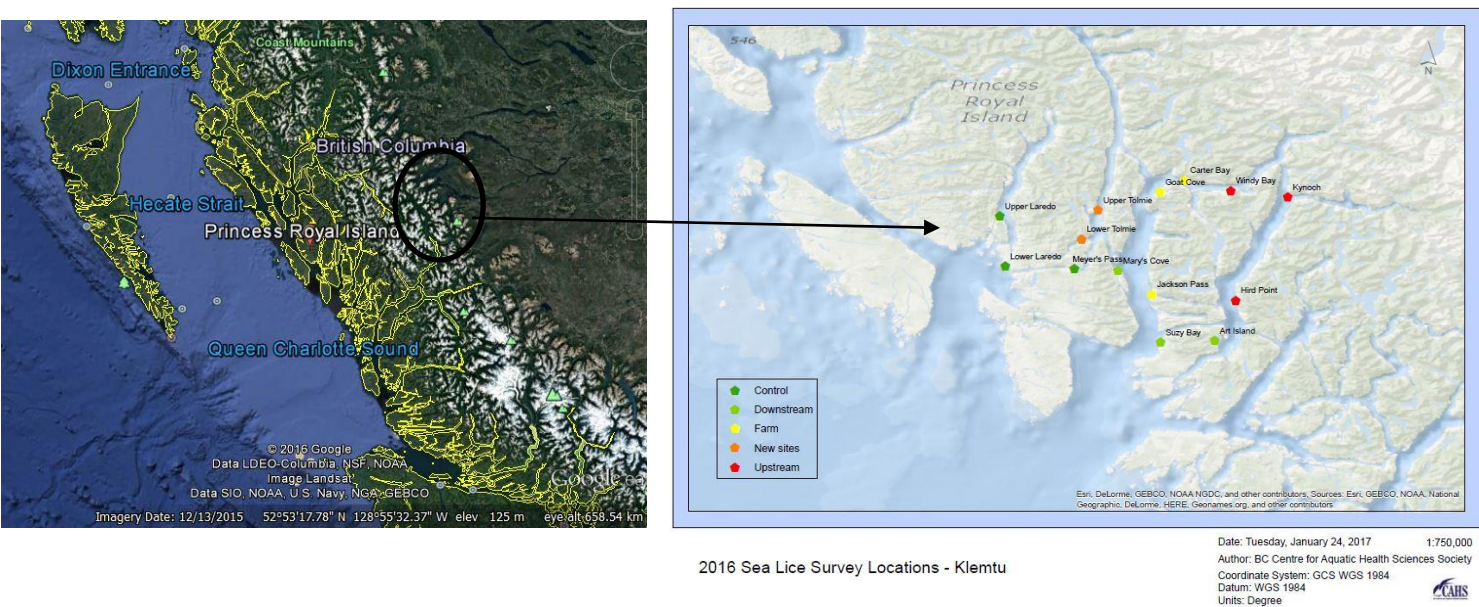 Coast Mountains
Dixon Entrance
British Columbia
Hecate Strait
Princess Royal Island
Queen Charlotte Sound
© 2016 Google
Data LDEO-Columbia, NSF, NOAA
Image Landsat
Data SIO, NOAA, U.S. Navy, NGA, GEBCO
Google ea
Imagery Date: 12/13/2015 52°53'17.78" N 128°55'32.37" W elev 125 m eye alt 658.54 km
546
N
Princess
Royal
Island
Carter Bay
Goat Cove
Windy Bay
Kynoch
Upper Laredo
Upper Tolmie
Lower Tolmie
Lower Laredo
Meyer's Pass
Mary's Cove
Jackson Pass
Hird Point
Suzy Bay
Art Island
Control
Downstream
Farm
New sites
Upstream
Esri, DeLorme, GEBCO, NOAA NGDC, and other contributors, Sources: Esri, GEBCO, NOAA, National
Geographic, DeLorme, HERE, Geonames.org, and other contributors
2016 Sea Lice Survey Locations - Klemtu
Date: Tuesday, January 24, 2017 1:750,000
Author: BC Centre for Aquatic Health Sciences Society
Coordinate System: GCS WGS 1984
Datum: WGS 1984
Units: Degree
CAHS